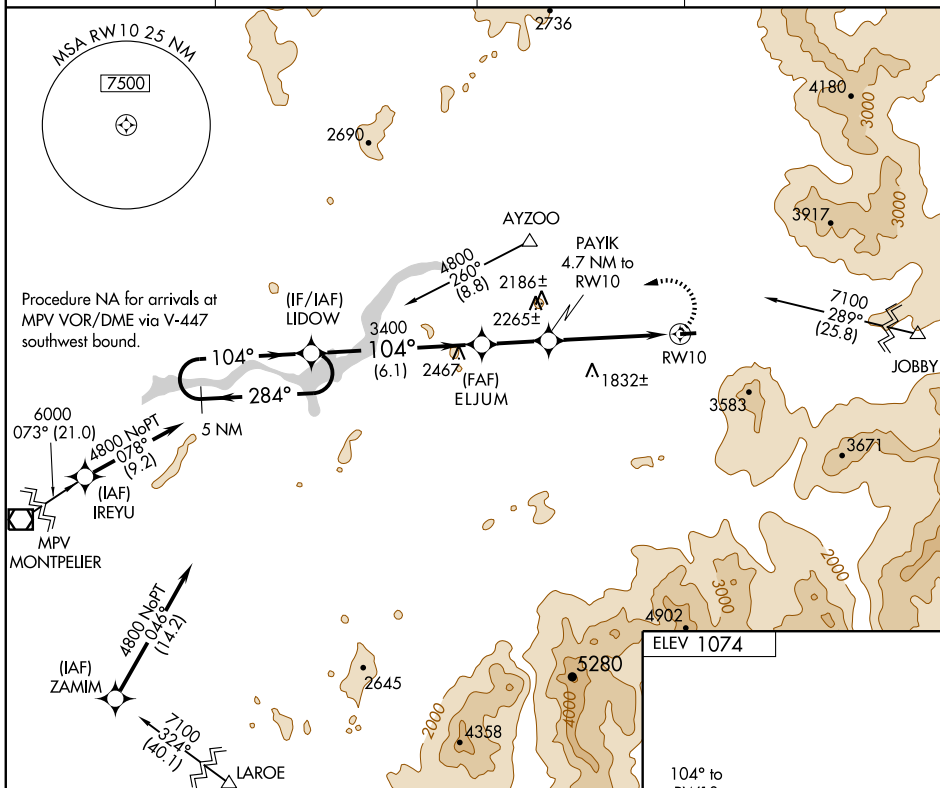 MSA RW10 25 NM
7500
2736
4180
3000
2690
3917
3000
AYZOO
4800
260°
(8.8)
PAYIK
4.7 NM to
RW10
2186±
2265±
7100
289°
(25.8)
JOBBY
Procedure NA for arrivals at
MPV VOR/DME via V-447
southwest bound.
(IF/IAF)
LIDOW
3400
104°
(6.1)
104°
284°
5 NM
2467
(FAF)
ELJUM
RW10
1832±
3583
3671
6000
073° (21.0)
4800 NoPT
078°
(9.2)
(IAF)
IREYU
MPV
MONTPELIER
2000
3000
4902
4800 NoPT
046°
(14.2)
(IAF)
ZAMIM
2645
5280
4000
2000
4358
7100
324°
(40.1)
LAROE
ELEV 1074
104° to